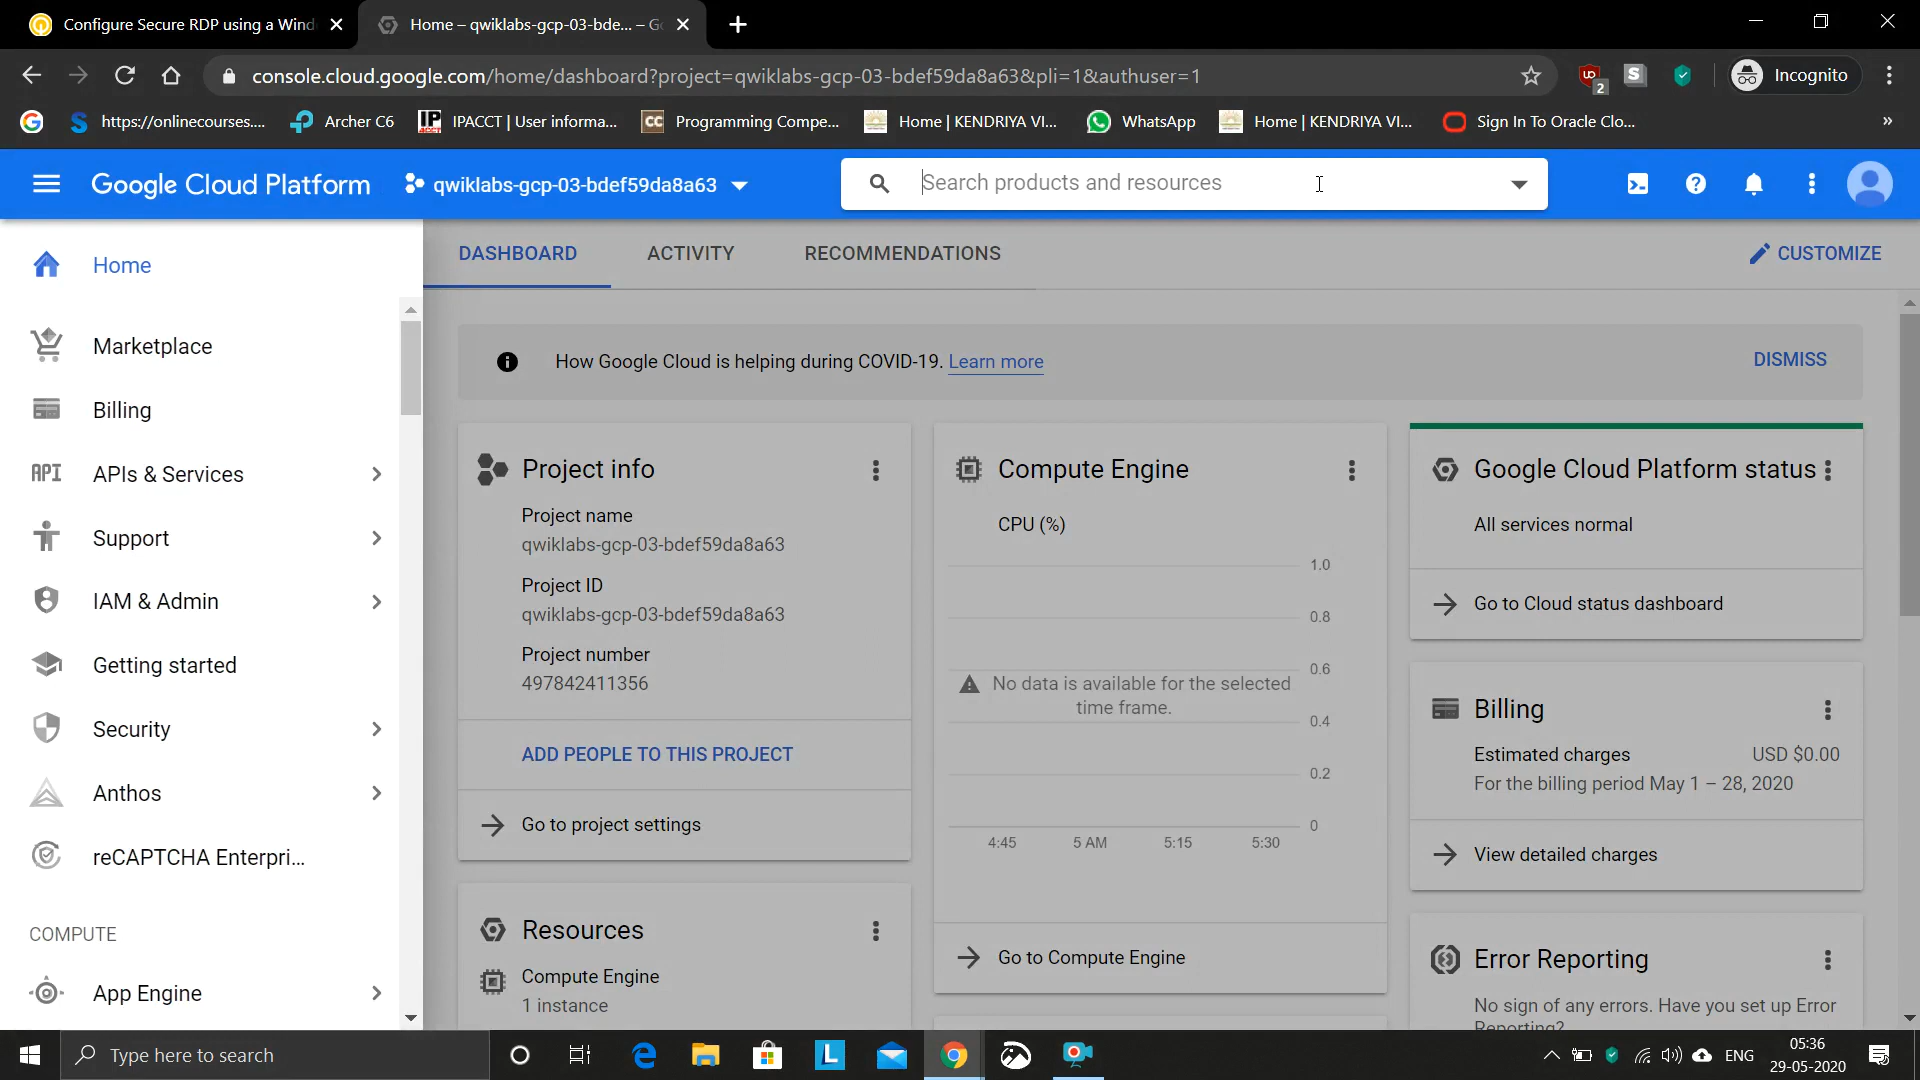 Configure Secure RDP using a Wind
Home – qwiklabs-gcp-03-bde... – Go
console.cloud.google.com/home/dashboard?project=qwiklabs-gcp-03-bdef59da8a63&pli=1&authuser=1
2
Incognito
https://onlinecourses....
Archer C6
IPACCT | User informa...
Programming Compe...
Home | KENDRIYA VI...
WhatsApp
Home | KENDRIYA VI...
Sign In To Oracle Clo...
»
Google Cloud Platform
qwiklabs-gcp-03-bdef59da8a63
Search products and resources
Home
Marketplace
Billing
API APIs & Services
Support
IAM & Admin
Getting started
Security
Anthos
reCAPTCHA Enterpri...
COMPUTE
App Engine
DASHBOARD
ACTIVITY
RECOMMENDATIONS
CUSTOMIZE
How Google Cloud is helping during COVID-19. Learn more
DISMISS
Project info
Project name
qwiklabs-gcp-03-bdef59da8a63
Project ID
qwiklabs-gcp-03-bdef59da8a63
Project number
497842411356
ADD PEOPLE TO THIS PROJECT
Go to project settings
Resources
Compute Engine
1 instance
Compute Engine
CPU (%)
1.0
0.8
0.6
No data is available for the selected
time frame.
0.4
0.2
0
4:45
5 AM
5:15
5:30
Go to Compute Engine
Google Cloud Platform status
All services normal
Go to Cloud status dashboard
Billing
Estimated charges
USD $0.00
For the billing period May 1 – 28, 2020
View detailed charges
Error Reporting
No sign of any errors. Have you set up Error
Reporting?
Type here to search
ENG
05:36
29-05-2020